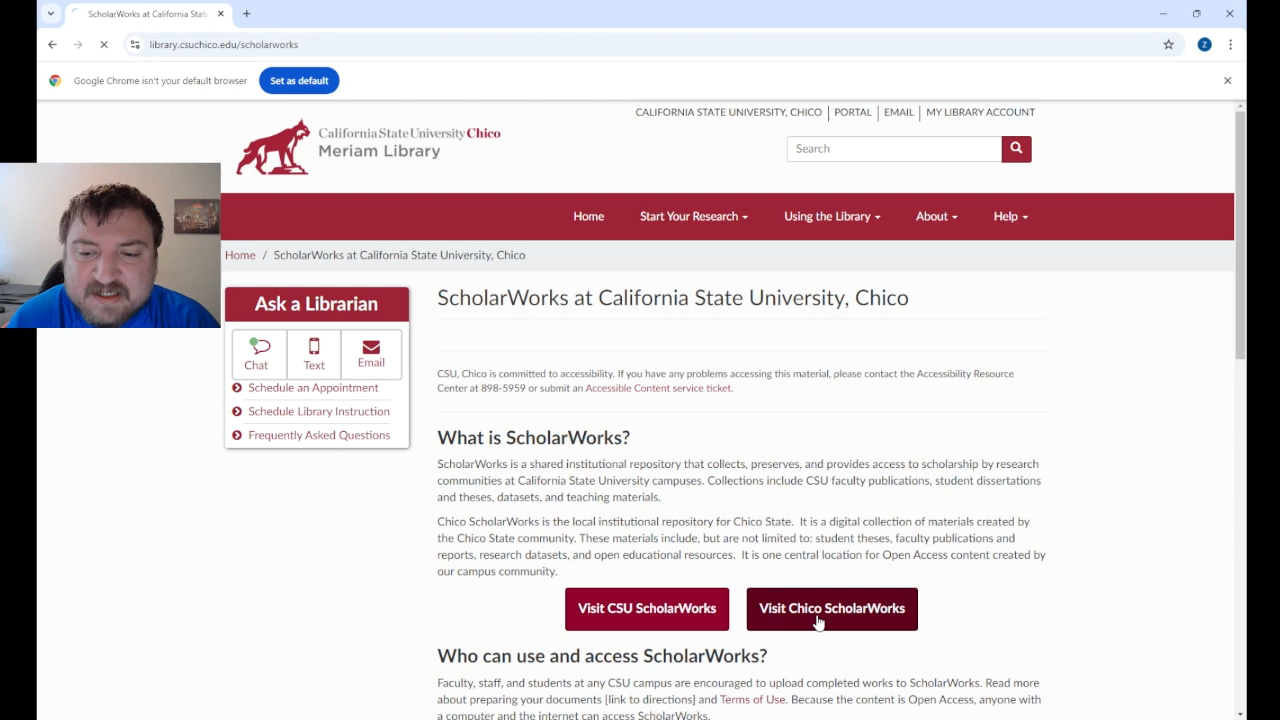 ScholarWorks at California State
library.csuchico.edu/scholarworks
Z
Google Chrome isn't your default browser
Set as default
CALIFORNIA STATE UNIVERSITY, CHICO
PORTAL
EMAIL
MY LIBRARY ACCOUNT
California State University Chico
Meriam Library
Search
Home
Start Your Research
Using the Library
About
Help
Home / ScholarWorks at California State University, Chico
Ask a Librarian
Chat
Text
Email
Schedule an Appointment
Schedule Library Instruction
Frequently Asked Questions
ScholarWorks at California State University, Chico
CSU, Chico is committed to accessibility. If you have any problems accessing this material, please contact the Accessibility Resource
Center at 898-5959 or submit an Accessible Content service ticket.
What is ScholarWorks?
ScholarWorks is a shared institutional repository that collects, preserves, and provides access to scholarship by research
communities at California State University campuses. Collections include CSU faculty publications, student dissertations
and theses, datasets, and teaching materials.
Chico ScholarWorks is the local institutional repository for Chico State. It is a digital collection of materials created by
the Chico State community. These materials include, but are not limited to: student theses, faculty publications and
reports, research datasets, and open educational resources. It is one central location for Open Access content created by
our campus community.
Visit CSU ScholarWorks
Visit Chico ScholarWorks
Who can use and access ScholarWorks?
Faculty, staff, and students at any CSU campus are encouraged to upload completed works to ScholarWorks. Read more
about preparing your documents [link to directions] and Terms of Use. Because the content is Open Access, anyone with
a computer and the internet can access ScholarWorks.